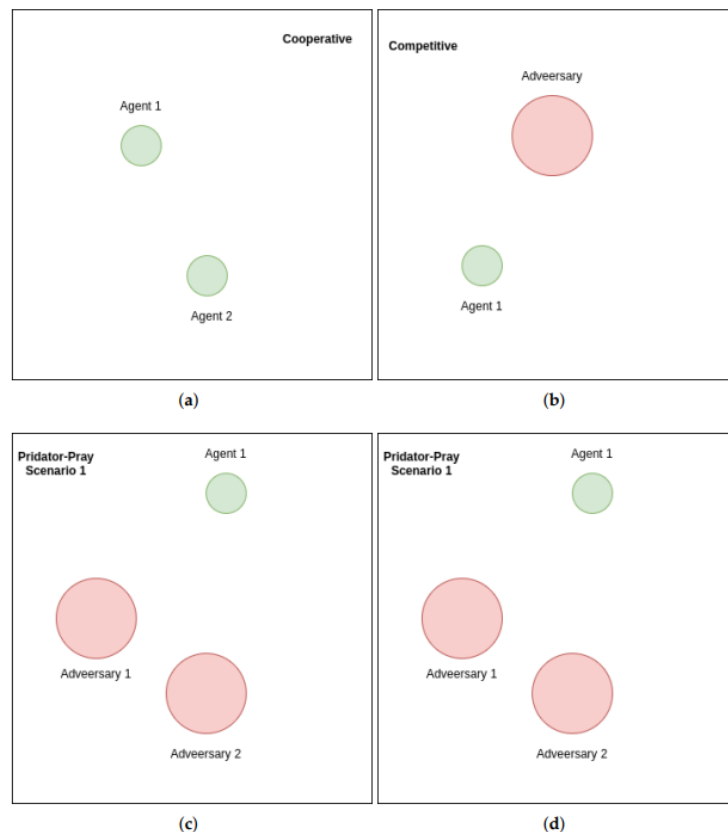 Cooperative
Agent 1
Agent 2
(a)
Competitive
Adveersary
Agent 1
(b)
Pridator-Pray
Scenario 1
Agent 1
Adveersary 1
Adveersary 2
(c)
Pridator-Pray
Scenario 1
Agent 1
Adveersary 1
Adveersary 2
(d)